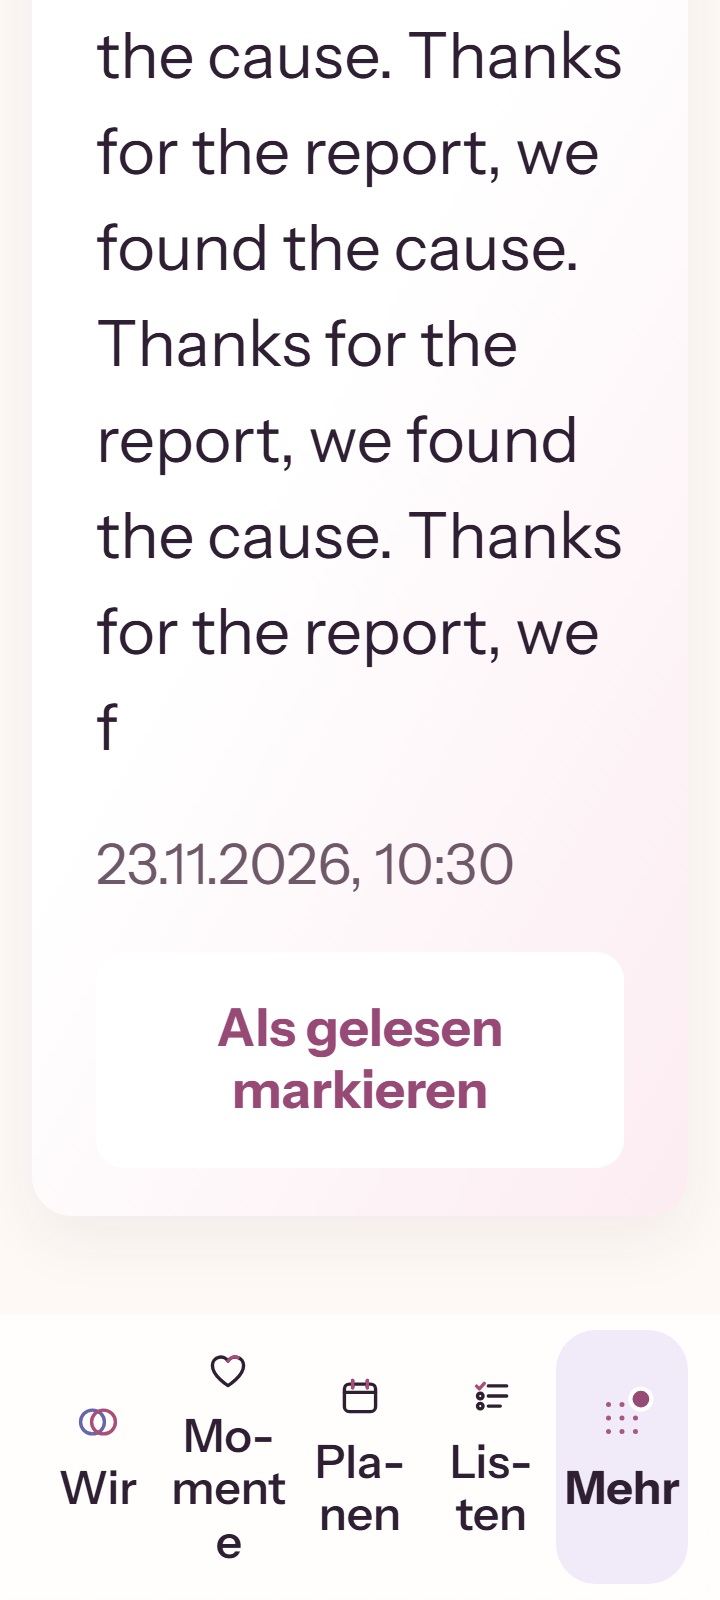 the cause. Thanks
for the report, we
found the cause.
Thanks for the
report, we found
the cause. Thanks
for the report, we
f
23.11.2026, 10:30
Als gelesen
markieren
Wir
Mo-
ment
e
Pla-
nen
Lis-
ten
Mehr